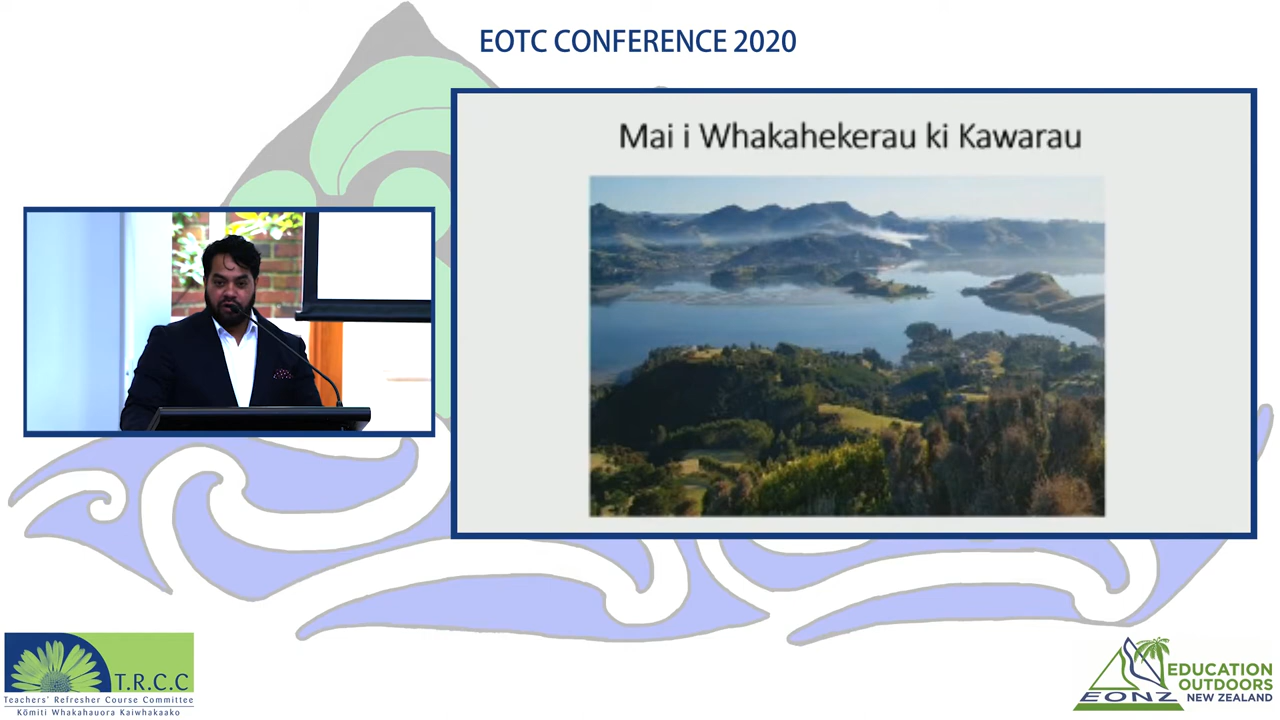 EOTC CONFERENCE 2020
Mai i Whakahekerau ki Kawarau
T.R.C.C
Teachers' Refresher Course Committee
Kōmiti Whakahauora Kaiwhakaako
EONZ
EDUCATION
OUTDOORS
NEW ZEALAND